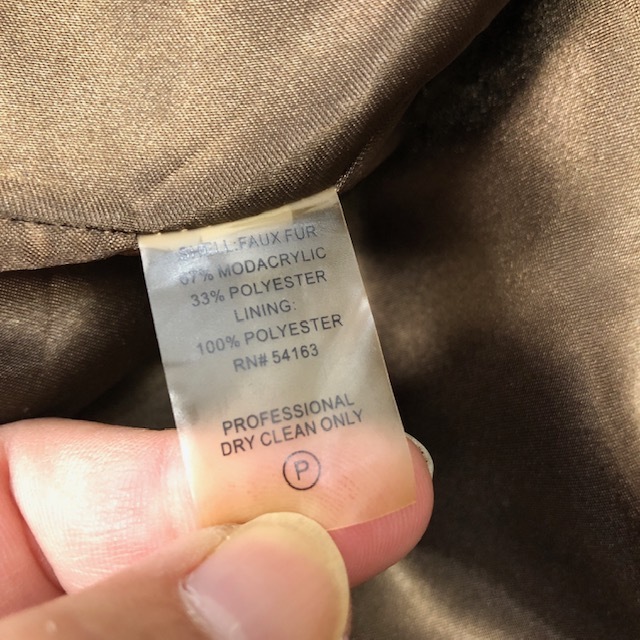 SHELL: FAUX FUR
67% MODACRYLIC
33% POLYESTER
LINING:
100% POLYESTER
RN# 54163
PROFESSIONAL
DRY CLEAN ONLY
P